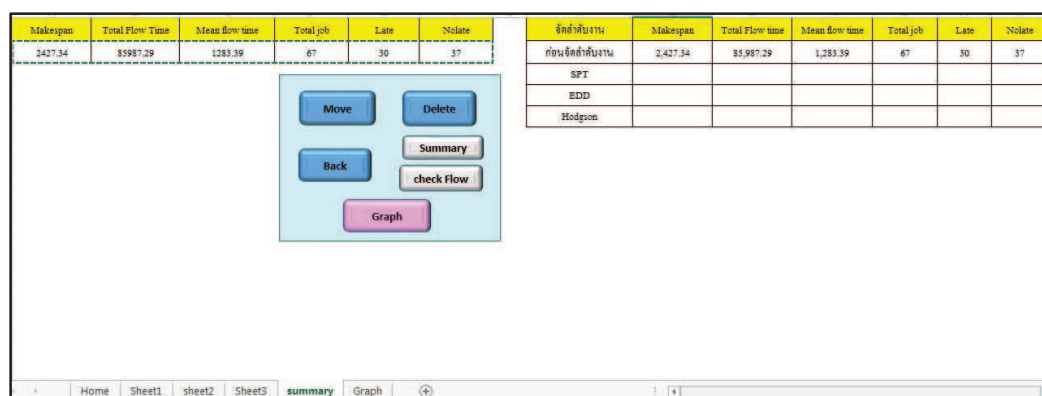 Makespan Total Flow Time Mean flow time Total job Late Nolate
2427.34 85987.29 1283.39 67 30 37
จัดลำดับงาน Makespan Total Flow time Mean flow time Total job Late Nolate
ก่อนจัดลำดับงาน 2,427.34 85,987.29 1,283.39 67 30 37
SPT
EDD
Hodgson
Move Delete
Summary
Back
check Flow
Graph
Home Sheet1 sheet2 Sheet3 summary Graph